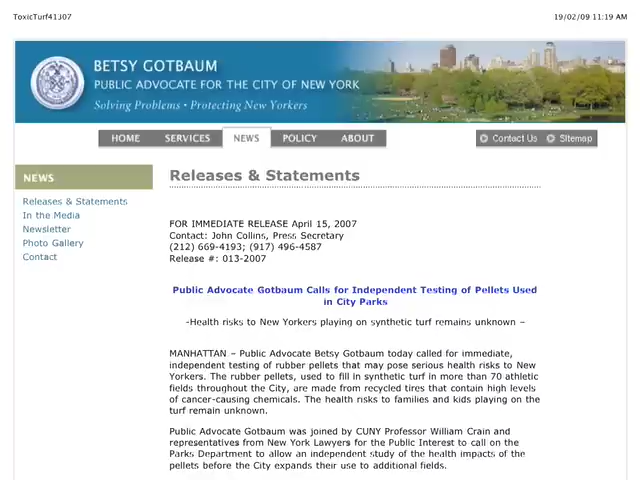 ToxicTurf41307 19/02/09 11:19 AM
BETSY GOTBAUM
PUBLIC ADVOCATE FOR THE CITY OF NEW YORK
Solving Problems • Protecting New Yorkers
HOME SERVICES NEWS POLICY ABOUT Contact Us Sitemap
NEWS
Releases & Statements
In the Media
Newsletter
Photo Gallery
Contact
Releases & Statements
FOR IMMEDIATE RELEASE April 15, 2007
Contact: John Collins, Press Secretary
(212) 669-4193; (917) 496-4587
Release #: 013-2007
Public Advocate Gotbaum Calls for Independent Testing of Pellets Used
in City Parks
-Health risks to New Yorkers playing on synthetic turf remains unknown –
MANHATTAN – Public Advocate Betsy Gotbaum today called for immediate,
independent testing of rubber pellets that may pose serious health risks to New
Yorkers. The rubber pellets, used to fill in synthetic turf in more than 70 athletic
fields throughout the City, are made from recycled tires that contain high levels
of cancer-causing chemicals. The health risks to families and kids playing on the
turf remain unknown.
Public Advocate Gotbaum was joined by CUNY Professor William Crain and
representatives from New York Lawyers for the Public Interest to call on the
Parks Department to allow an independent study of the health impacts of the
pellets before the City expands their use to additional fields.